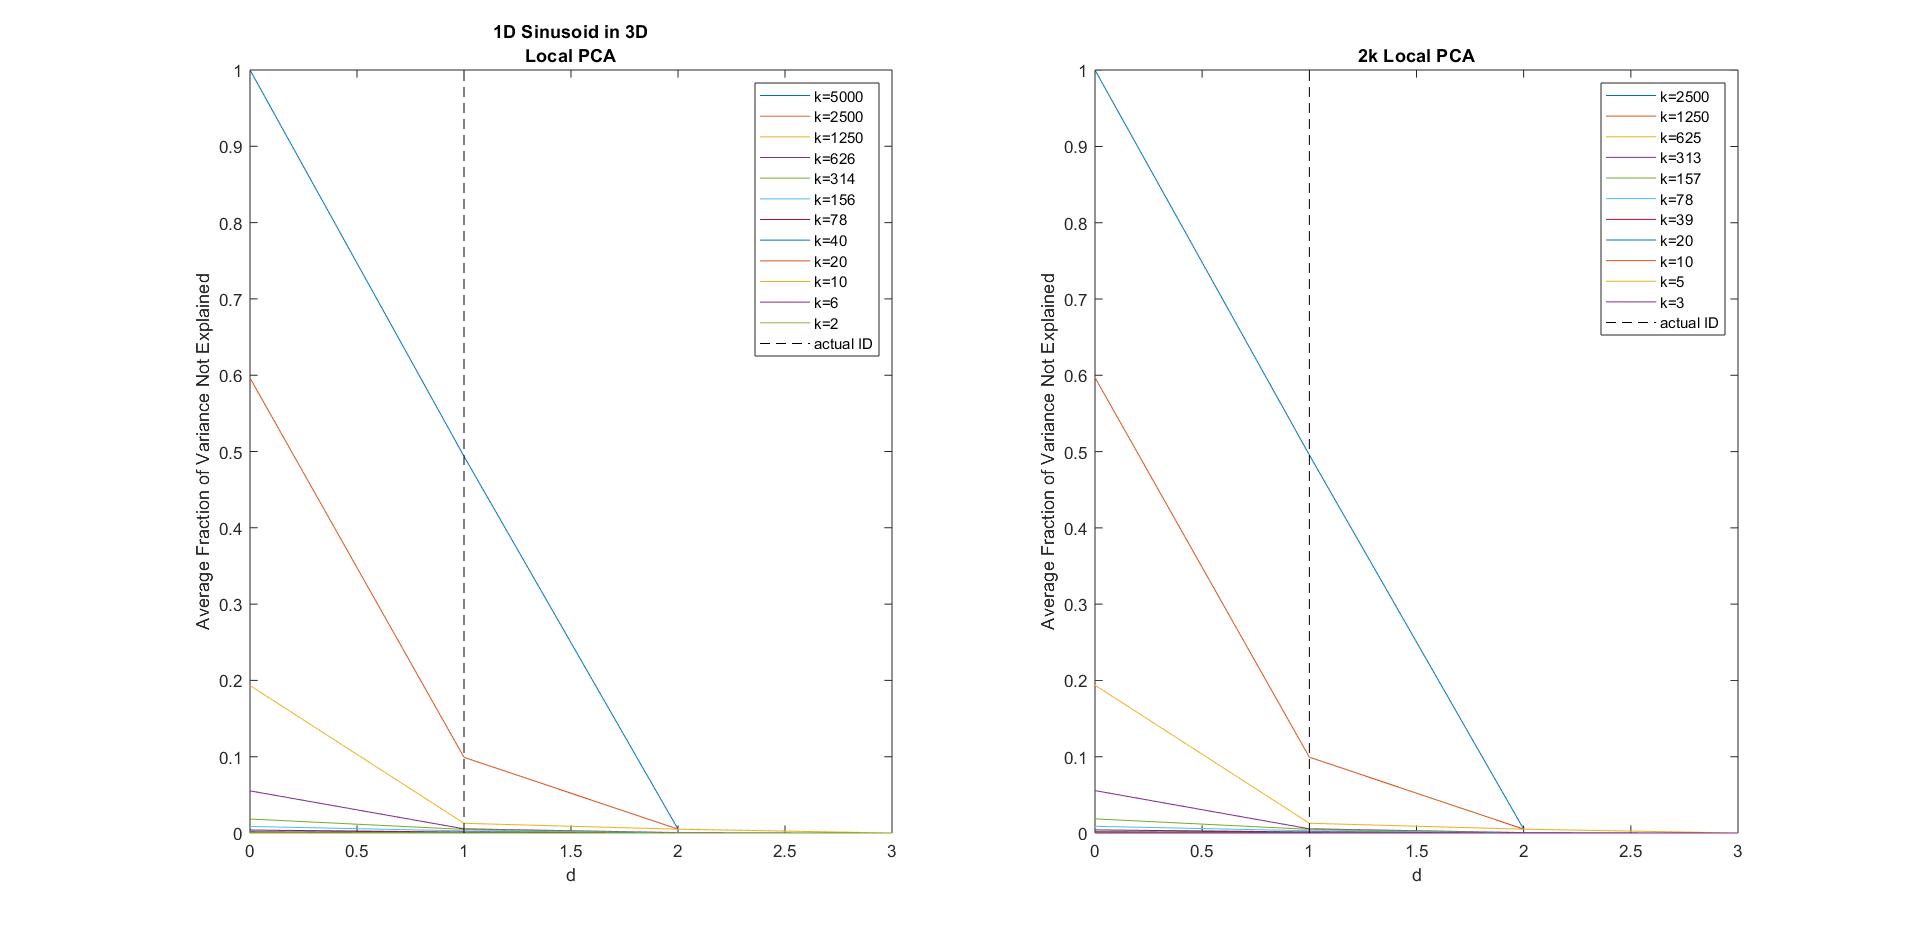 1D Sinusoid in 3D
Local PCA
1
0.9
0.8
0.7
0.6
0.5
0.4
0.3
0.2
0.1
0
Average Fraction of Variance Not Explained
0 0.5 1 1.5 2 2.5 3
d
k=5000
k=2500
k=1250
k=626
k=314
k=156
k=78
k=40
k=20
k=10
k=6
k=2
actual ID
2k Local PCA
1
0.9
0.8
0.7
0.6
0.5
0.4
0.3
0.2
0.1
0
Average Fraction of Variance Not Explained
0 0.5 1 1.5 2 2.5 3
d
k=2500
k=1250
k=625
k=313
k=157
k=78
k=39
k=20
k=10
k=5
k=3
actual ID